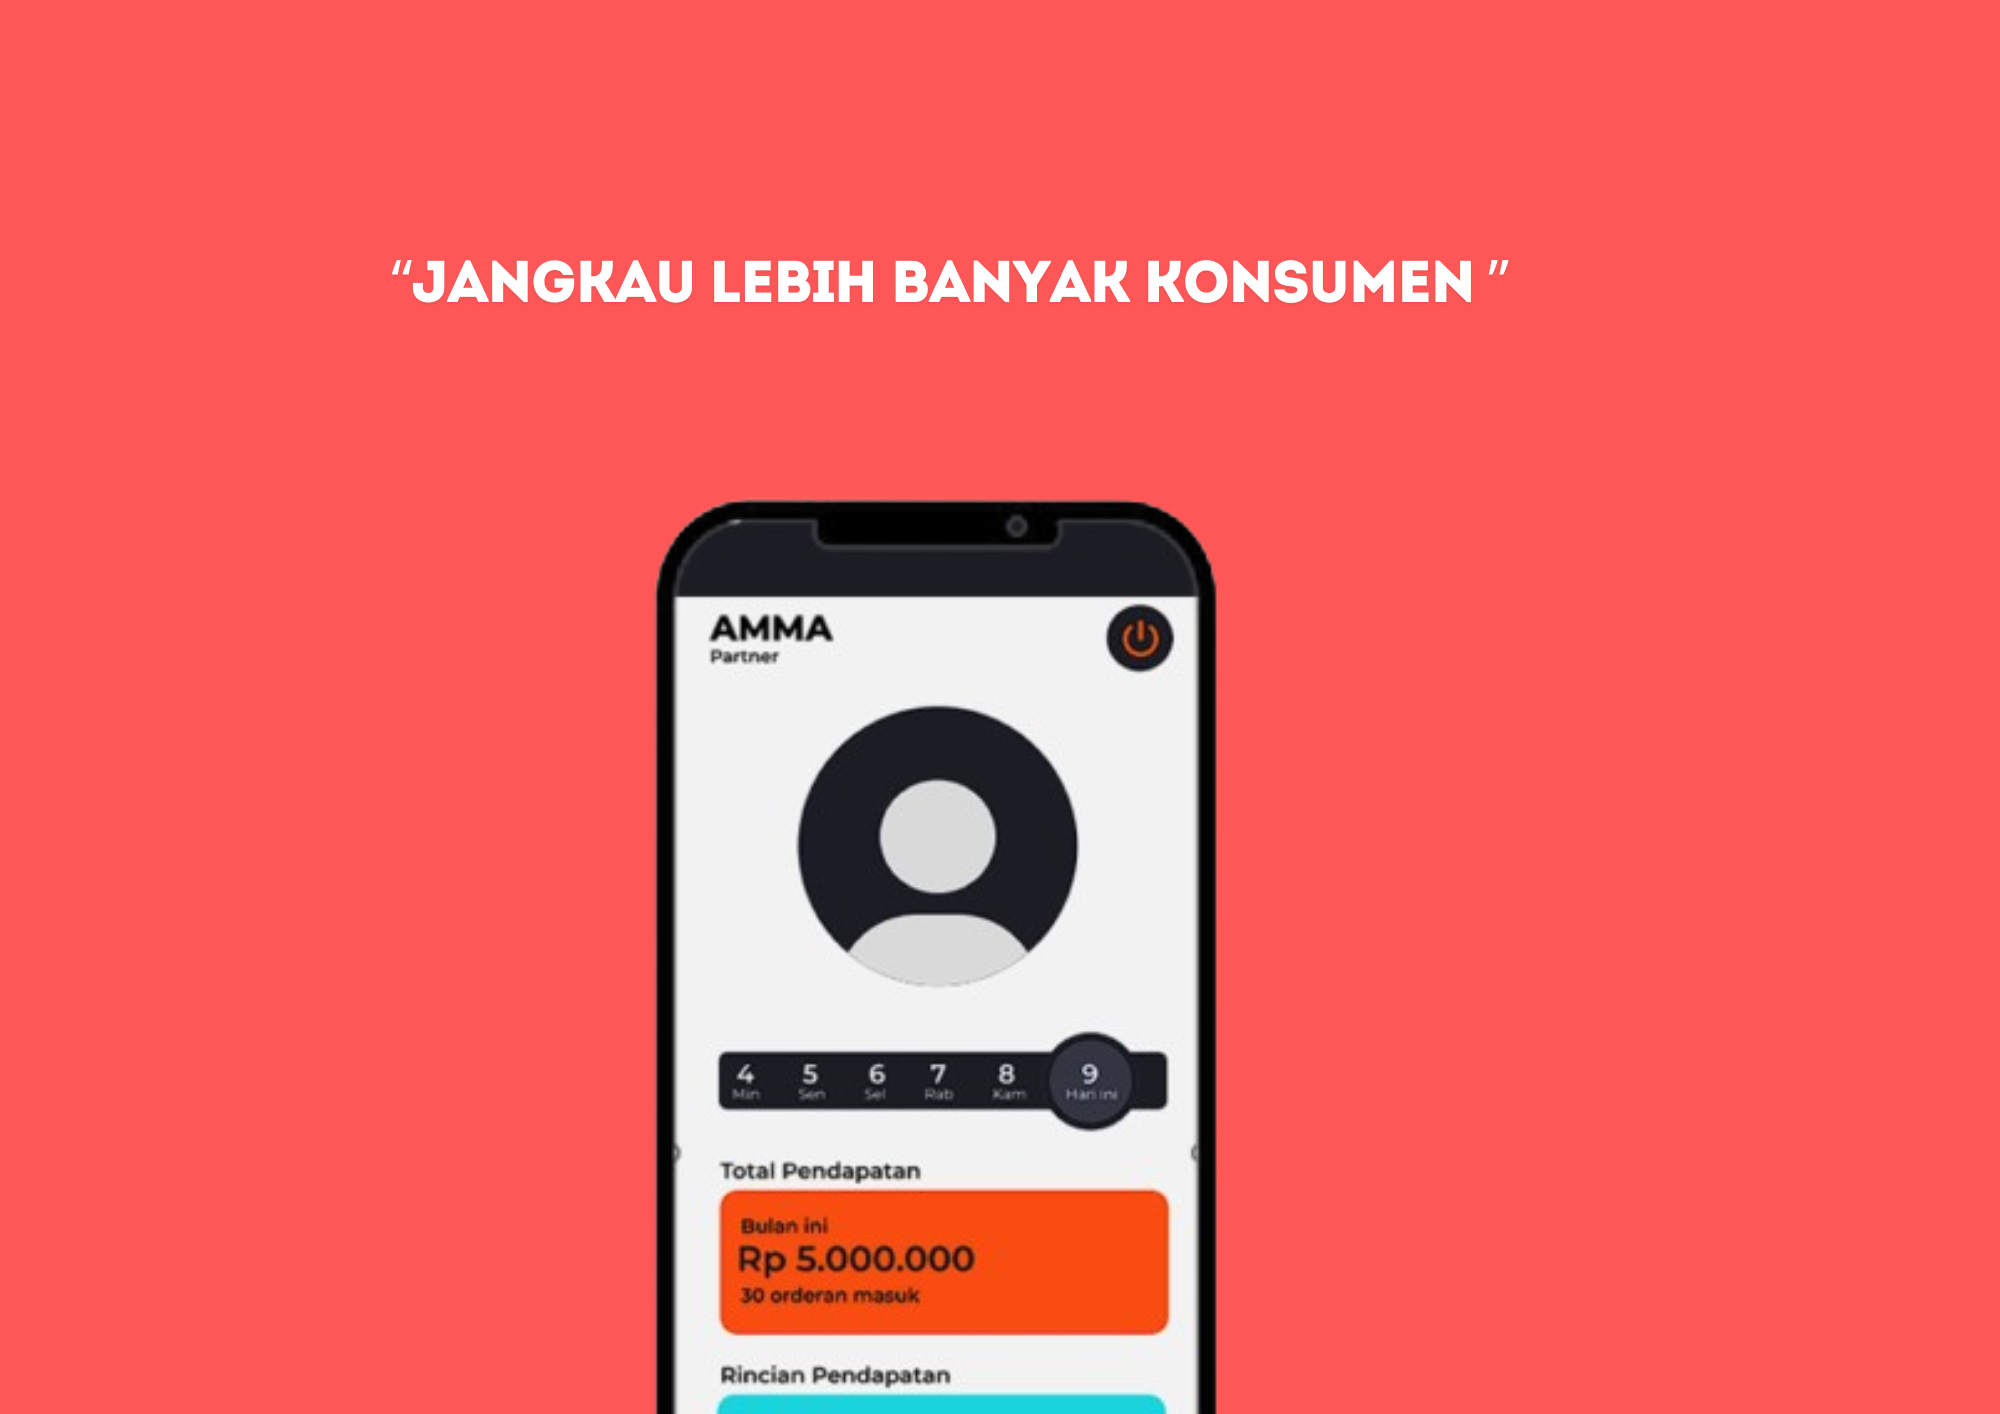 “JANGKAU LEBIH BANYAK KONSUMEN ”
AMMA
Partner
4 5 6 7 8 9
Min Sen Sel Rab Kam Hari ini
Total Pendapatan
Bulan ini
Rp 5.000.000
30 orderan masuk
Rincian Pendapatan